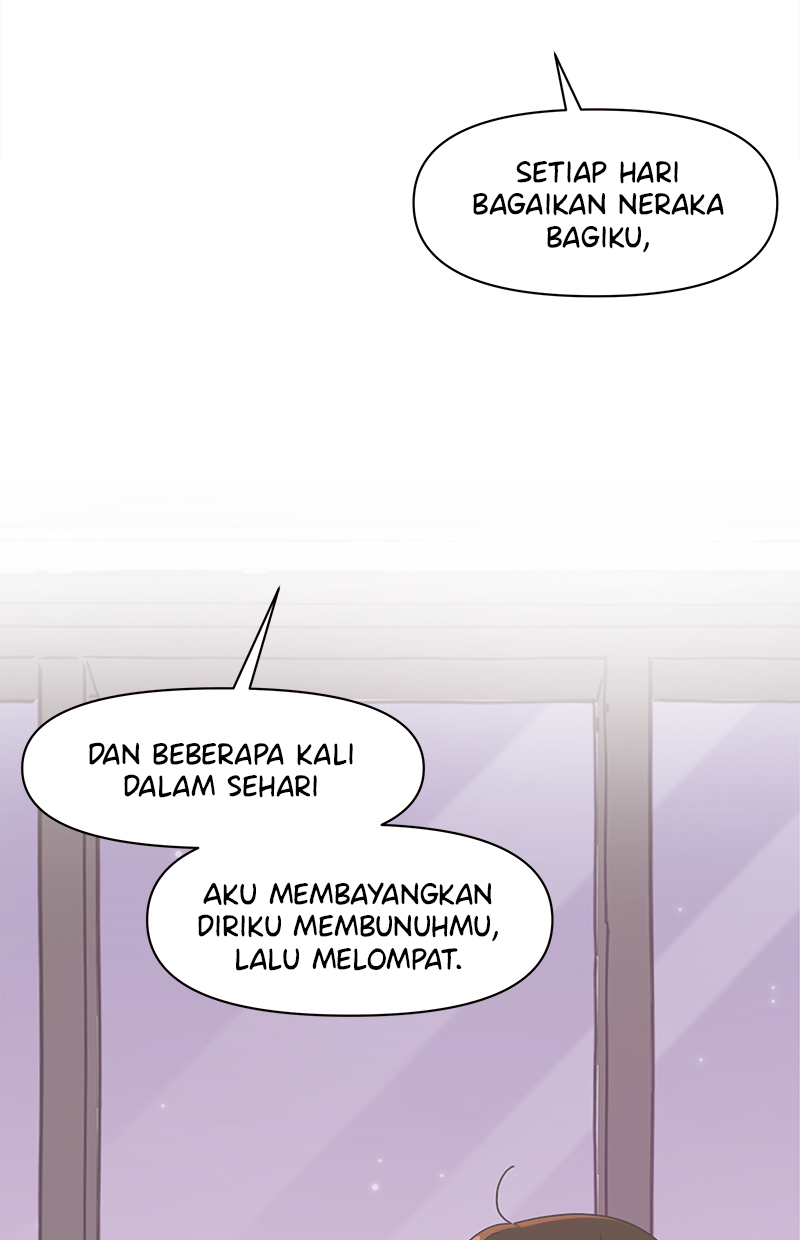 SETIAP HARI
BAGAIKAN NERAKA
BAGIKU,
DAN BEBERAPA KALI
DALAM SEHARI
AKU MEMBAYANGKAN
DIRIKU MEMBUNUHMU,
LALU MELOMPAT.